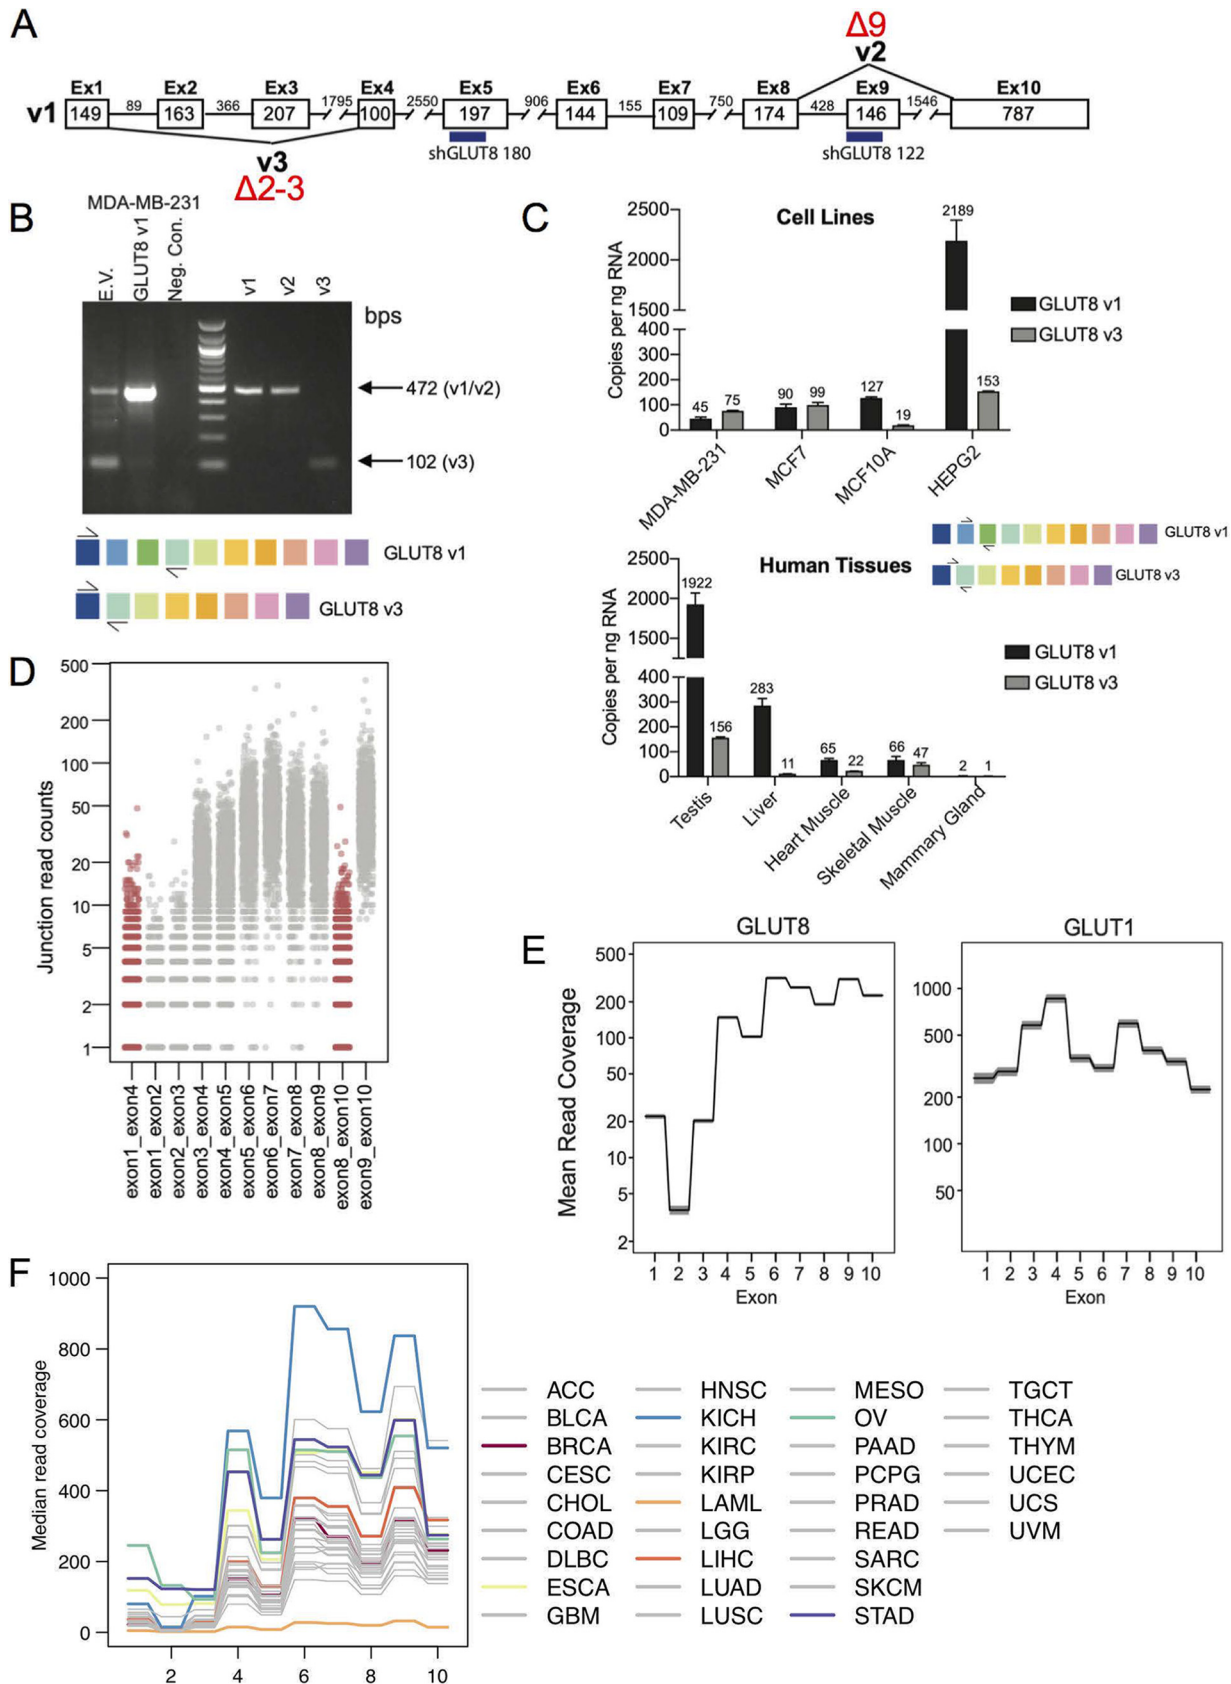 A
Δ9
v2
Ex1 Ex2 Ex3 Ex4 Ex5 Ex6 Ex7 Ex8 Ex9 Ex10
v1 149 89 163 366 207 1795 100 2550 197 906 144 155 109 750 174 428 146 1546 787
shGLUT8 180 shGLUT8 122
v3
Δ2-3
B
MDA-MB-231
E.V. GLUT8 v1 Neg. Con. v1 v2 v3
bps
472 (v1/v2)
102 (v3)
GLUT8 v1
GLUT8 v3
C
Cell Lines
Copies per ng RNA
2500
2000
1500
400
300
200
100
0
45 75 90 99 127 19 2189 153
MDA-MB-231 MCF7 MCF10A HEPG2
GLUT8 v1
GLUT8 v3
GLUT8 v1
GLUT8 v3
Human Tissues
Copies per ng RNA
2500
2000
1500
400
300
200
100
0
1922 156 283 11 65 22 66 47 2 1
Testis Liver Heart Muscle Skeletal Muscle Mammary Gland
GLUT8 v1
GLUT8 v3
D
Junction read counts
500
200
100
50
20
10
5
2
1
exon1_exon4
exon1_exon2
exon2_exon3
exon3_exon4
exon4_exon5
exon5_exon6
exon6_exon7
exon7_exon8
exon8_exon9
exon8_exon10
exon9_exon10
E
GLUT8
Mean Read Coverage
500
200
100
50
20
10
5
2
1 2 3 4 5 6 7 8 9 10
Exon
GLUT1
1000
500
200
100
50
1 2 3 4 5 6 7 8 9 10
Exon
F
Median read coverage
1000
800
600
400
200
0
2 4 6 8 10
ACC HNSC MESO TGCT
BLCA KICH OV THCA
BRCA KIRC PAAD THYM
CESC KIRP PCPG UCEC
CHOL LAML PRAD UCS
COAD LGG READ UVM
DLBC LIHC SARC
ESCA LUAD SKCM
GBM LUSC STAD